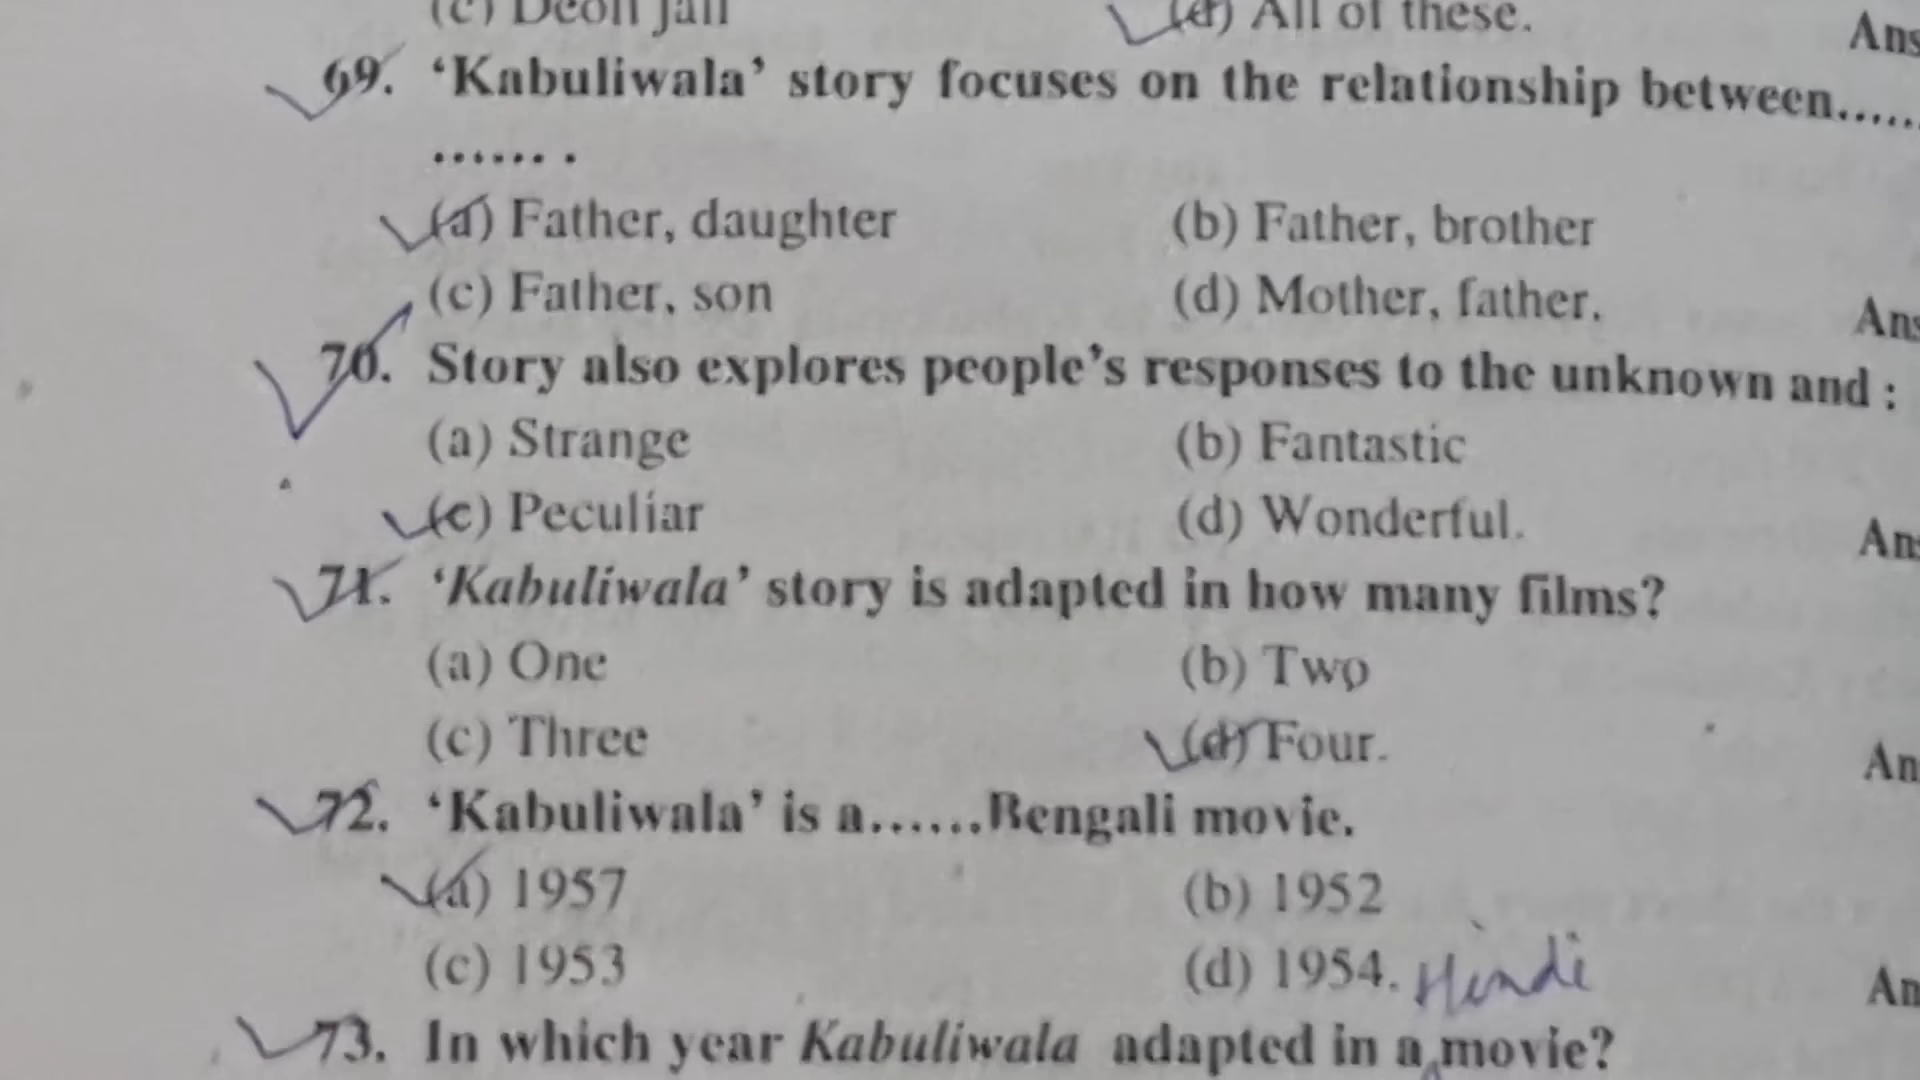 (c) Deoli Jail (d) All of these. Ans
69. ‘Kabuliwala’ story focuses on the relationship between......
....... .
(a) Father, daughter (b) Father, brother
(c) Father, son (d) Mother, father. Ans
70. Story also explores people’s responses to the unknown and :
(a) Strange (b) Fantastic
(c) Peculiar (d) Wonderful. Ans
71. ‘Kabuliwala’ story is adapted in how many films?
(a) One (b) Two
(c) Three (d) Four. An
72. ‘Kabuliwala’ is a......Bengali movie.
(a) 1957 (b) 1952
(c) 1953 (d) 1954. Hindi An
73. In which year Kabuliwala adapted in a movie?